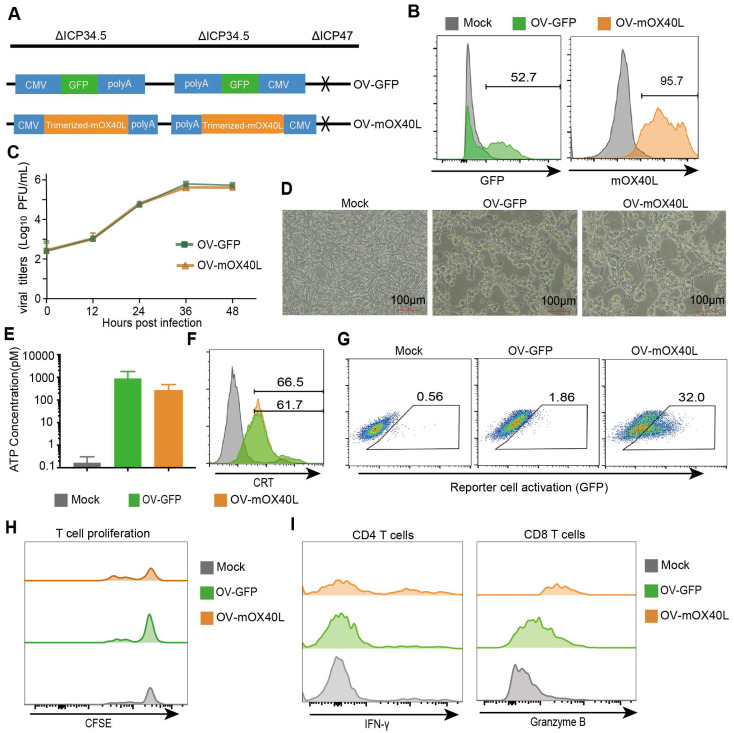 A
ΔICP34.5 ΔICP34.5 ΔICP47
CMV GFP polyA polyA GFP CMV OV-GFP
CMV Trimerized-mOX40L polyA polyA Trimerized-mOX40L CMV OV-mOX40L
B
Mock OV-GFP OV-mOX40L
52.7 95.7
GFP mOX40L
C
viral titlers (Log10 PFU/mL)
6
4
2
0
0 12 24 36 48
Hours post infection
OV-GFP
OV-mOX40L
D
Mock OV-GFP OV-mOX40L
100μm 100μm 100μm
E
ATP Concentration(pM)
10000
1000
100
10
1
0.1
F
66.5
61.7
CRT
Mock OV-GFP OV-mOX40L
G
Mock OV-GFP OV-mOX40L
0.56 1.86 32.0
Reporter cell activation (GFP)
H
T cell proliferation
Mock
OV-GFP
OV-mOX40L
CFSE
I
CD4 T cells CD8 T cells
Mock
OV-GFP
OV-mOX40L
IFN-γ Granzyme B